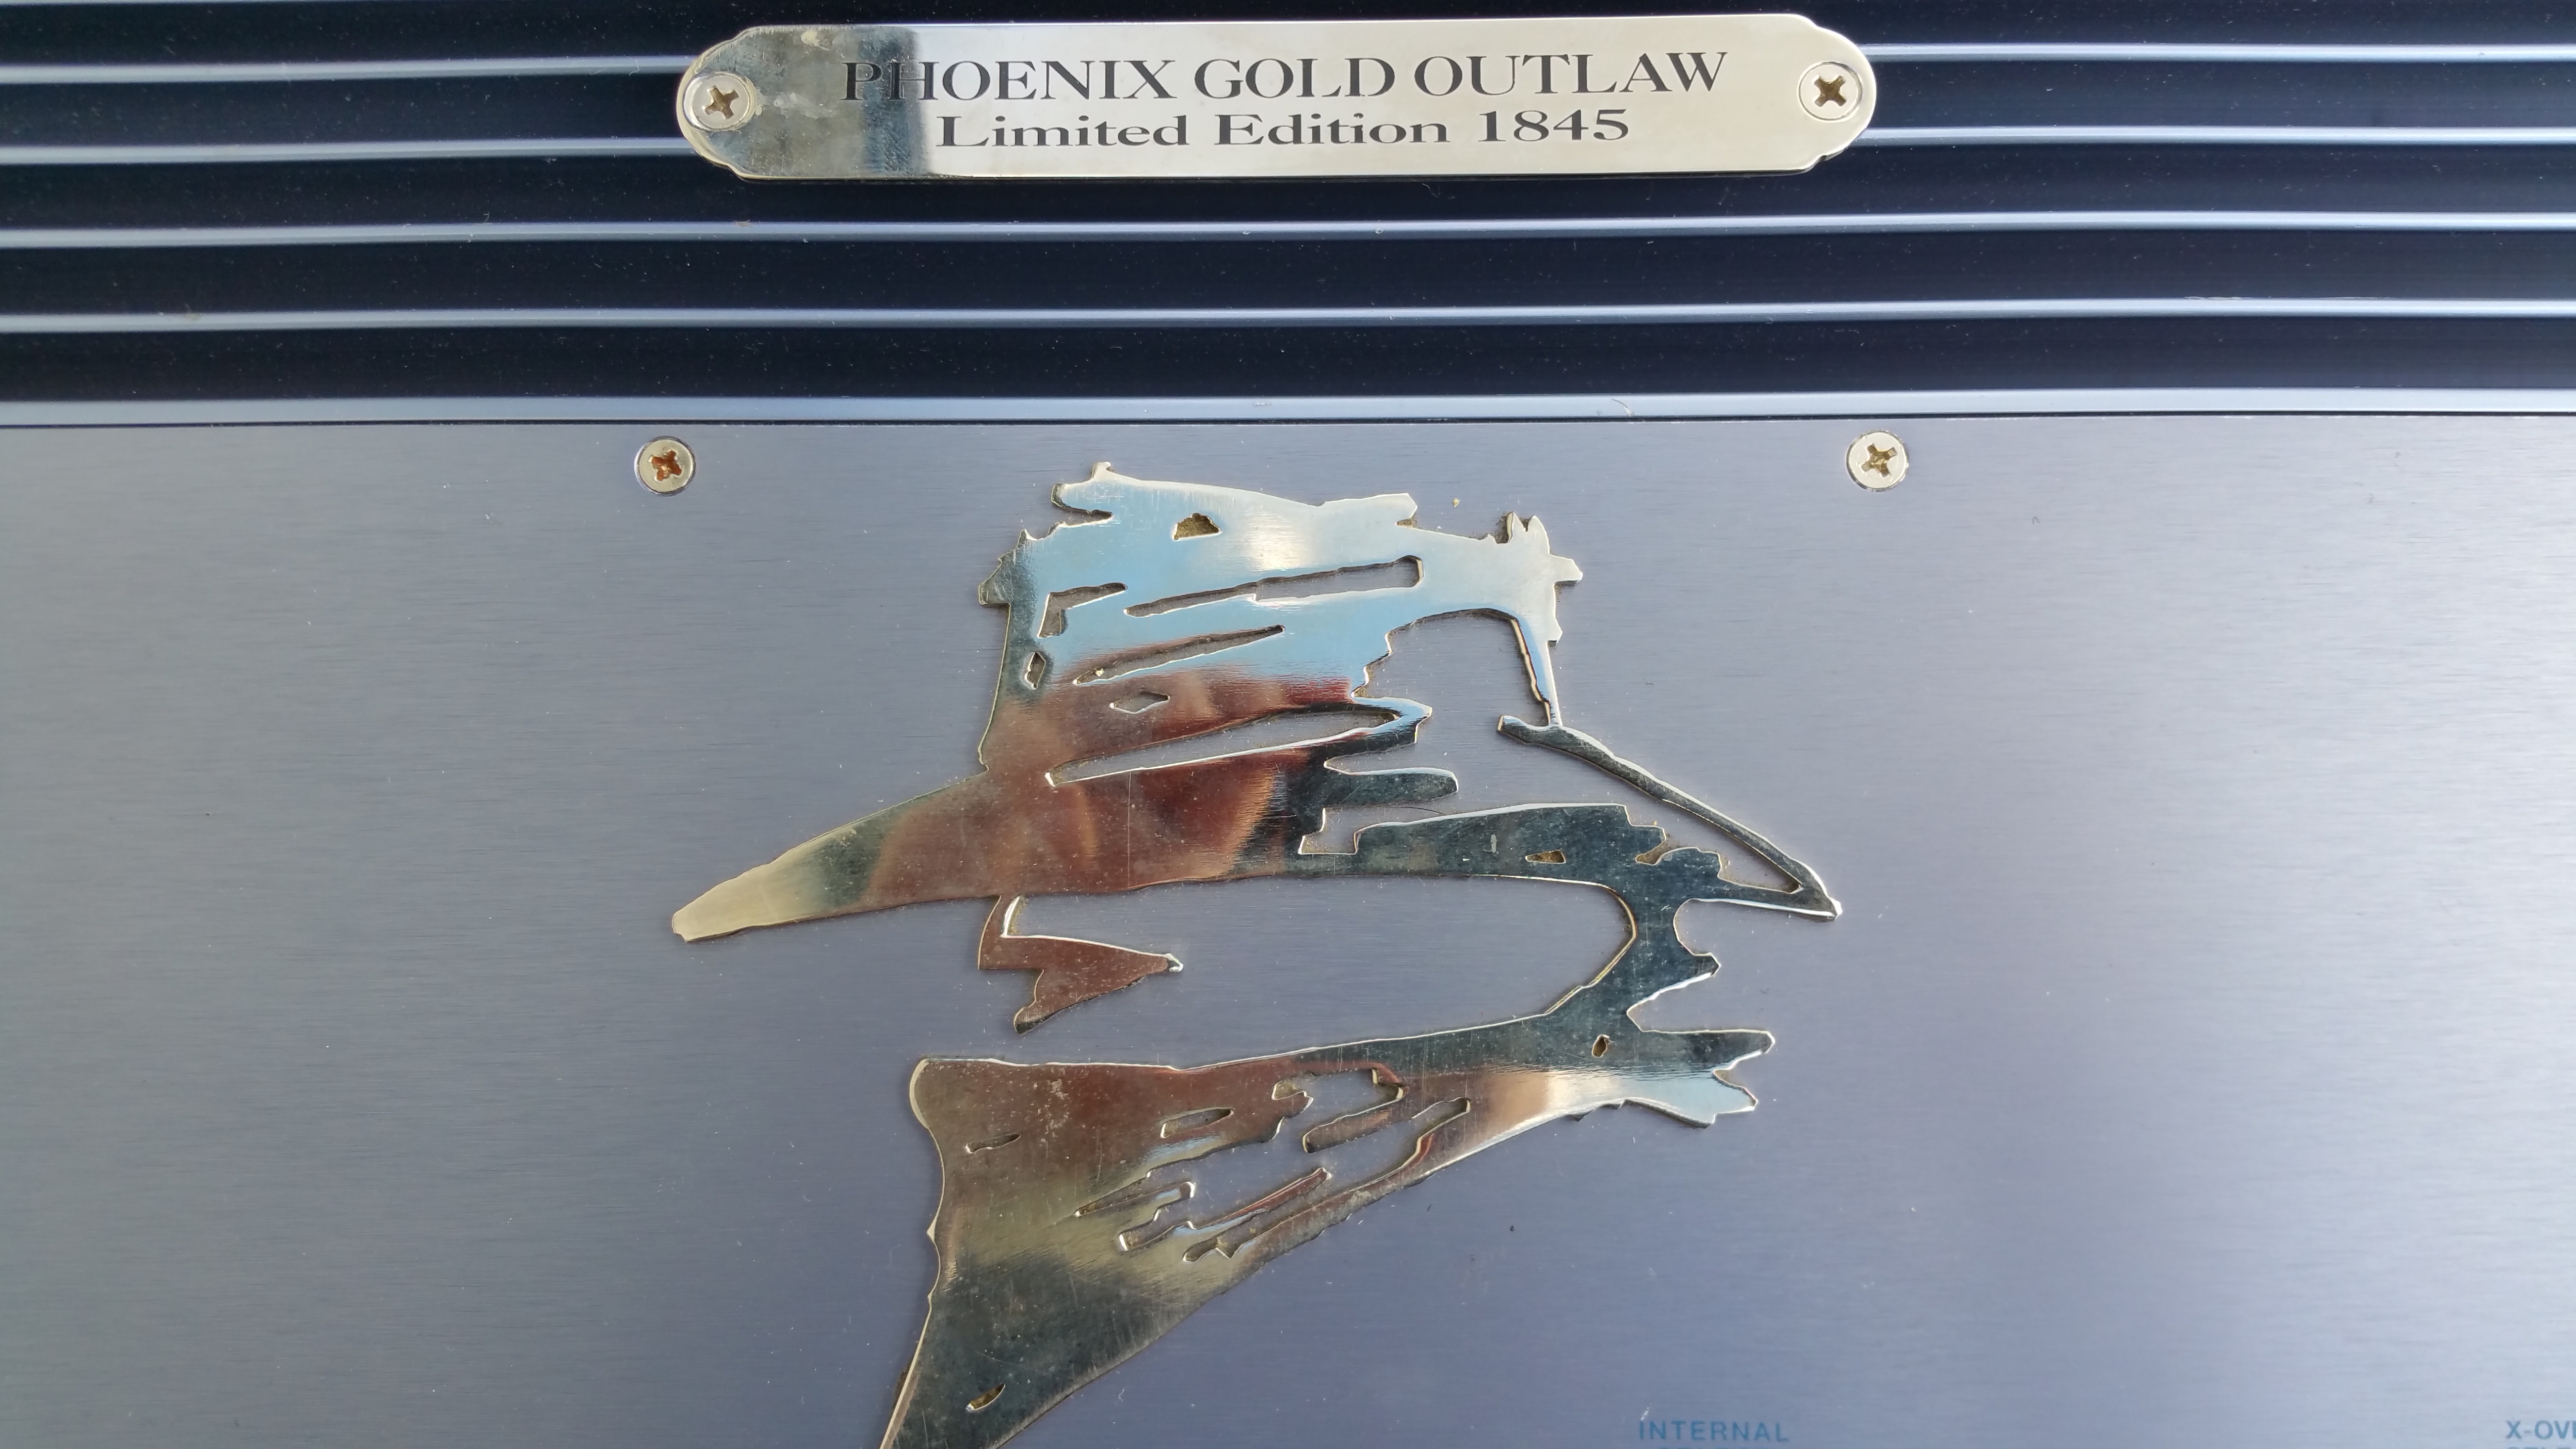 PHOENIX GOLD OUTLAW
Limited Edition 1845
INTERNAL